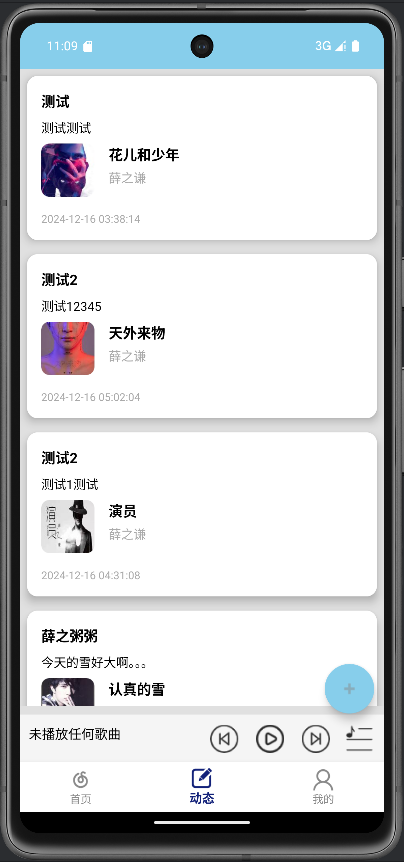 11:09 3G
测试
测试测试
花儿和少年
薛之谦
2024-12-16 03:38:14
测试2
测试12345
天外来物
薛之谦
2024-12-16 05:02:04
测试2
测试1测试
演员
演员
薛之谦
2024-12-16 04:31:08
薛之粥粥
今天的雪好大啊。。。
认真的雪
+
未播放任何歌曲
首页 动态 我的